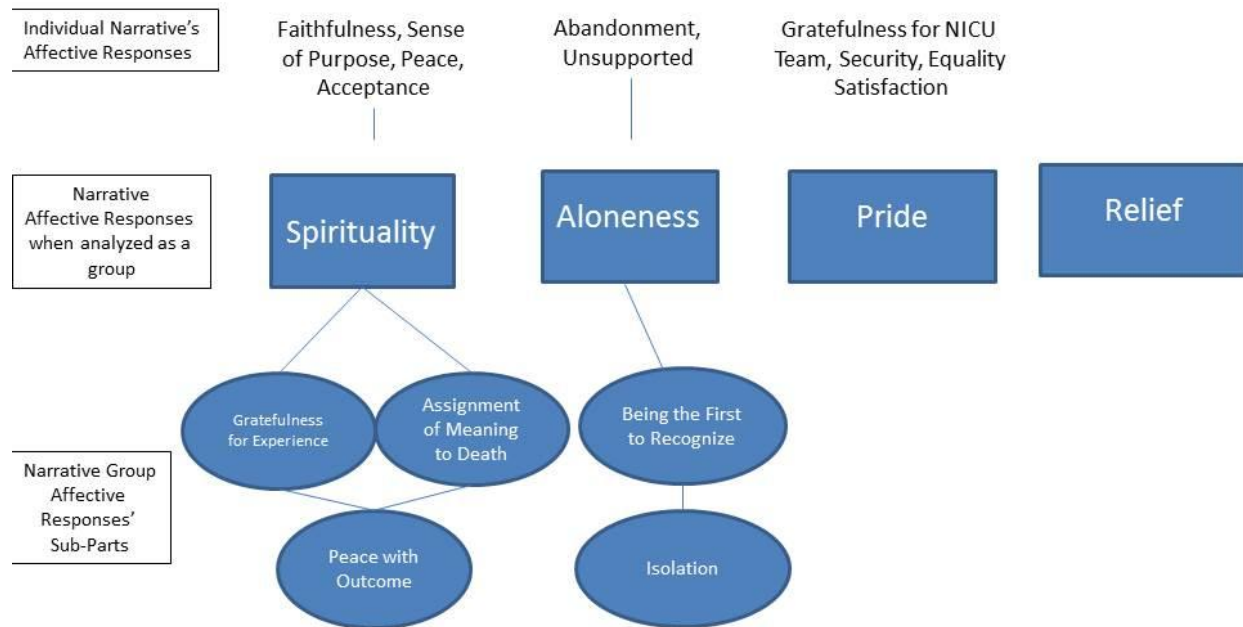 Individual Narrative's
Affective Responses
Faithfulness, Sense
of Purpose, Peace,
Acceptance
Abandonment,
Unsupported
Gratefulness for NICU
Team, Security, Equality
Satisfaction
Narrative
Affective Responses
when analyzed as a
group
Spirituality
Aloneness
Pride
Relief
Narrative Group
Affective
Responses'
Sub-Parts
Gratefulness
for Experience
Assignment
of Meaning
to Death
Being the First
to Recognize
Peace with
Outcome
Isolation